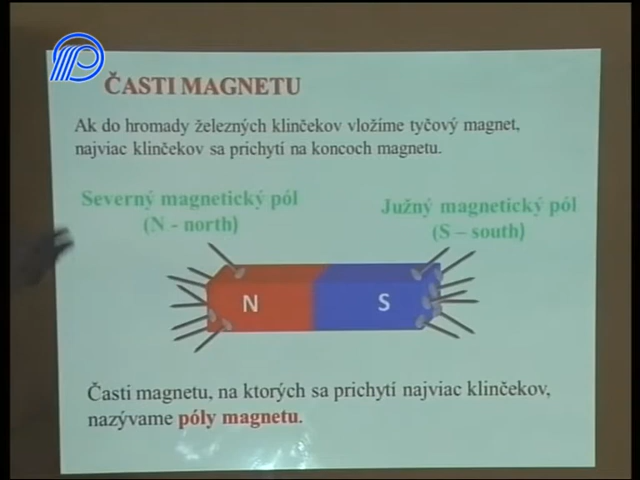 ČASTI MAGNETU
Ak do hromady železných klinčekov vložíme tyčový magnet,
najviac klinčekov sa prichytí na koncoch magnetu.
Severný magnetický pól
(N - north)
Južný magnetický pól
(S – south)
N
S
Časti magnetu, na ktorých sa prichytí najviac klinčekov,
nazývame póly magnetu.